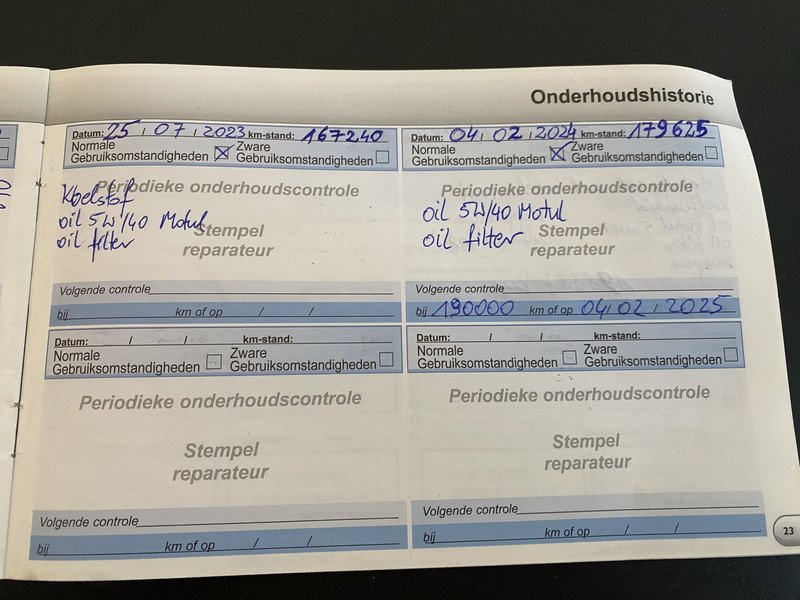 Onderhoudshistorie
Datum: 25 / 07 / 2023 km-stand: 167240
Normale Gebruiksomstandigheden ☒ Zware Gebruiksomstandigheden ☐
Periodieke onderhoudscontrole
Koelstof
oil 5W/40 Motul
oil filter
Stempel
reparateur
Volgende controle
bij km of op / /
Datum: 04 / 02 / 2024 km-stand: 179625
Normale Gebruiksomstandigheden ☒ Zware Gebruiksomstandigheden ☐
Periodieke onderhoudscontrole
oil 5W/40 Motul
oil filter
Stempel
reparateur
Volgende controle
bij 190000 km of op 04 / 02 / 2025
Datum: / / km-stand:
Normale Gebruiksomstandigheden ☐ Zware Gebruiksomstandigheden ☐
Periodieke onderhoudscontrole
Stempel
reparateur
Volgende controle
bij km of op / /
Datum: / / km-stand:
Normale Gebruiksomstandigheden ☐ Zware Gebruiksomstandigheden ☐
Periodieke onderhoudscontrole
Stempel
reparateur
Volgende controle
bij km of op / /
23